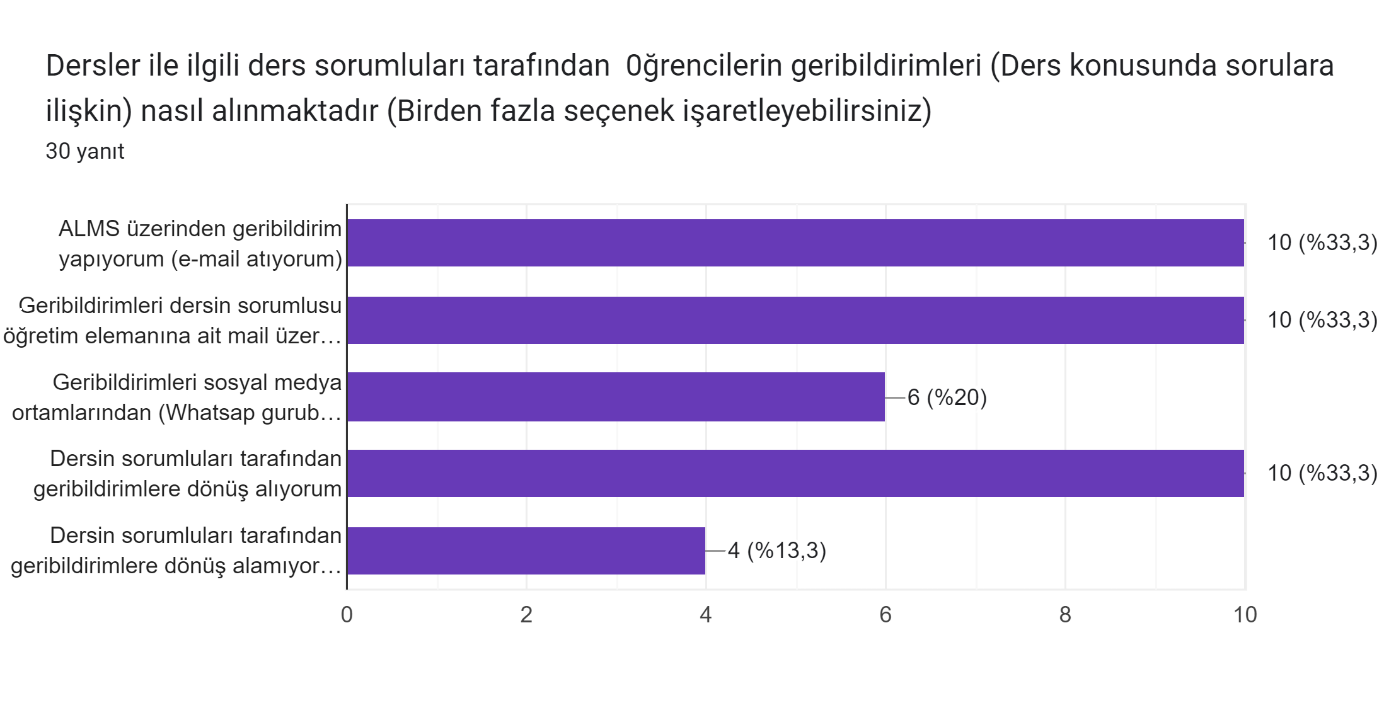 Dersler ile ilgili ders sorumluları tarafından  0ğrencilerin geribildirimleri (Ders konusunda sorulara
ilişkin) nasıl alınmaktadır (Birden fazla seçenek işaretleyebilirsiniz)
30 yanıt
ALMS üzerinden geribildirim
yapıyorum (e-mail atıyorum)
10 (%33,3)
Geribildirimleri dersin sorumlusu
öğretim elemanına ait mail üzer…
10 (%33,3)
Geribildirimleri sosyal medya
ortamlarından (Whatsap gurub…
6 (%20)
Dersin sorumluları tarafından
geribildirimlere dönüş alıyorum
10 (%33,3)
Dersin sorumluları tarafından
geribildirimlere dönüş alamıyor…
4 (%13,3)
0 2 4 6 8 10